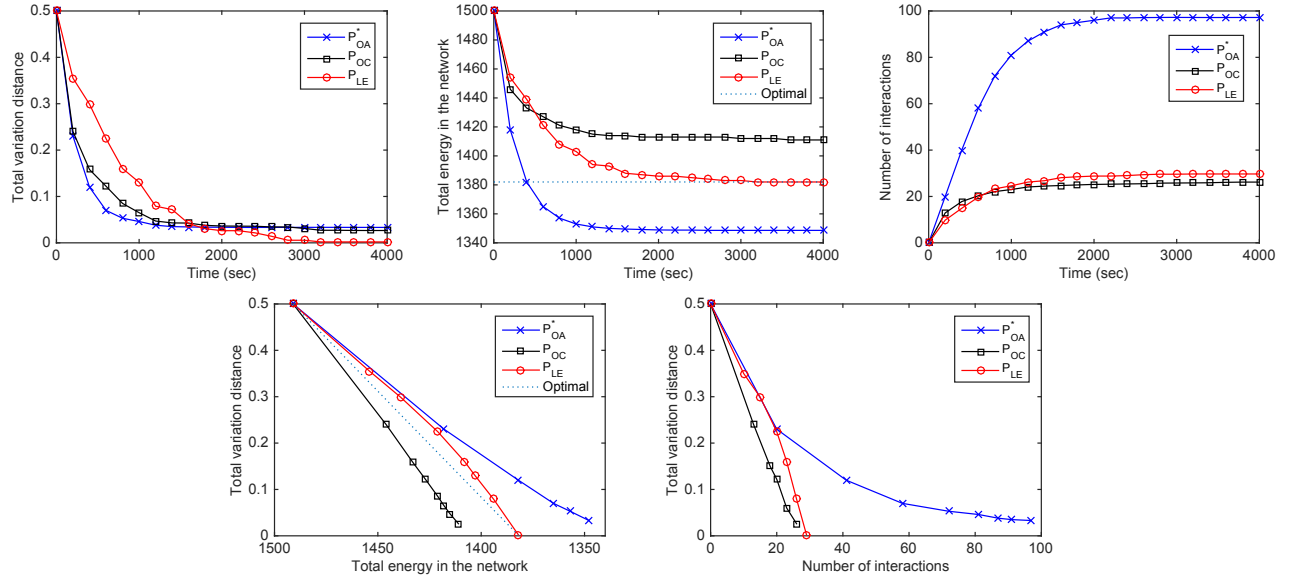 Total variation distance
0.5
0.4
0.3
0.2
0.1
0
0 1000 2000 3000 4000
Time (sec)
P*OA
POC
PLE
Total energy in the network
1500
1480
1460
1440
1420
1400
1380
1360
1340
0 1000 2000 3000 4000
Time (sec)
P*OA
POC
PLE
Optimal
Number of interactions
100
80
60
40
20
0
0 1000 2000 3000 4000
Time (sec)
P*OA
POC
PLE
Total variation distance
0.5
0.4
0.3
0.2
0.1
0
1500 1450 1400 1350
Total energy in the network
P*OA
POC
PLE
Optimal
Total variation distance
0.5
0.4
0.3
0.2
0.1
0
0 20 40 60 80 100
Number of interactions
P*OA
POC
PLE